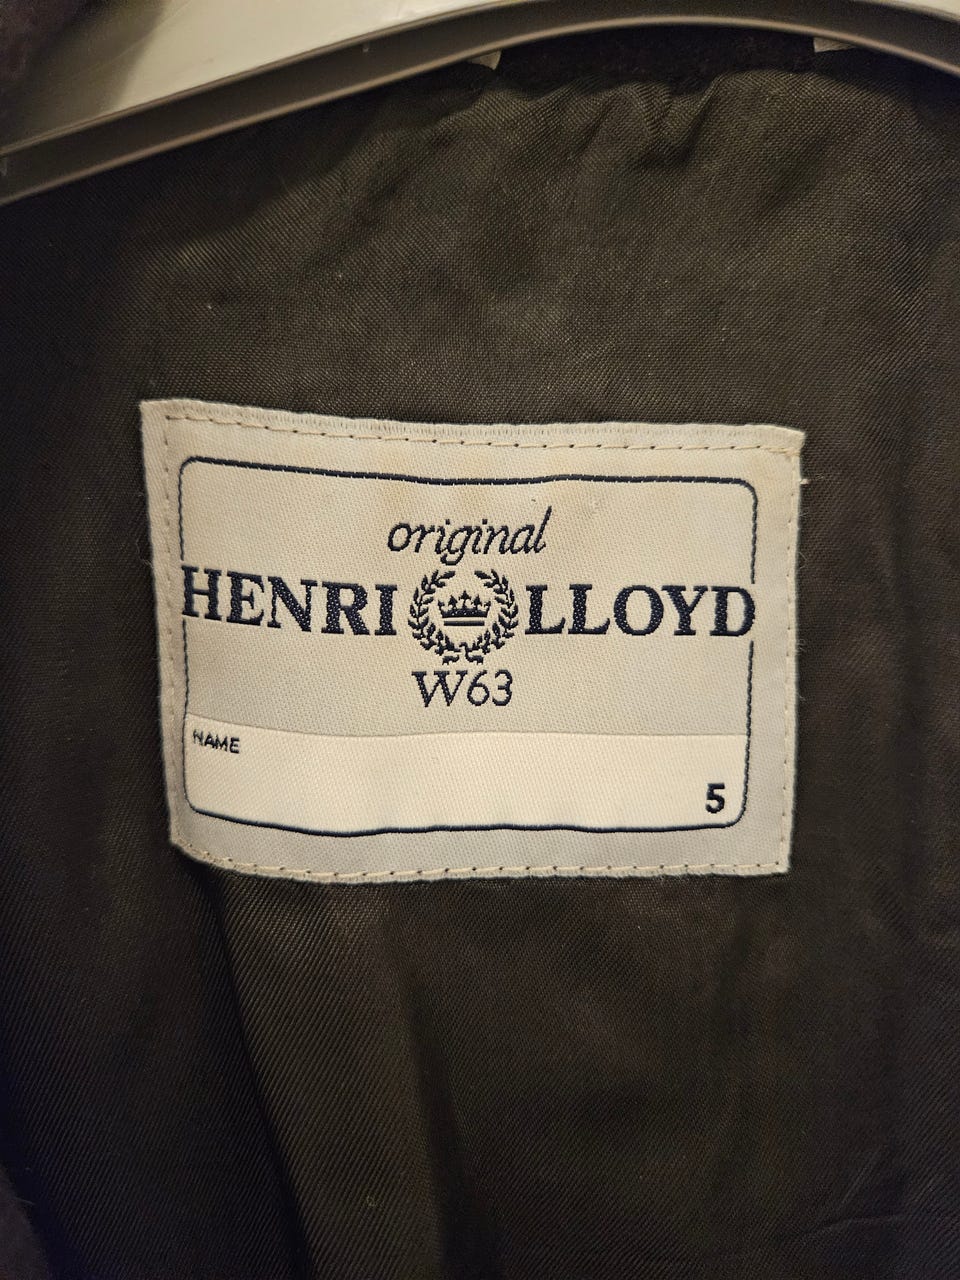 original
HENRI LLOYD
W63
NAME
5